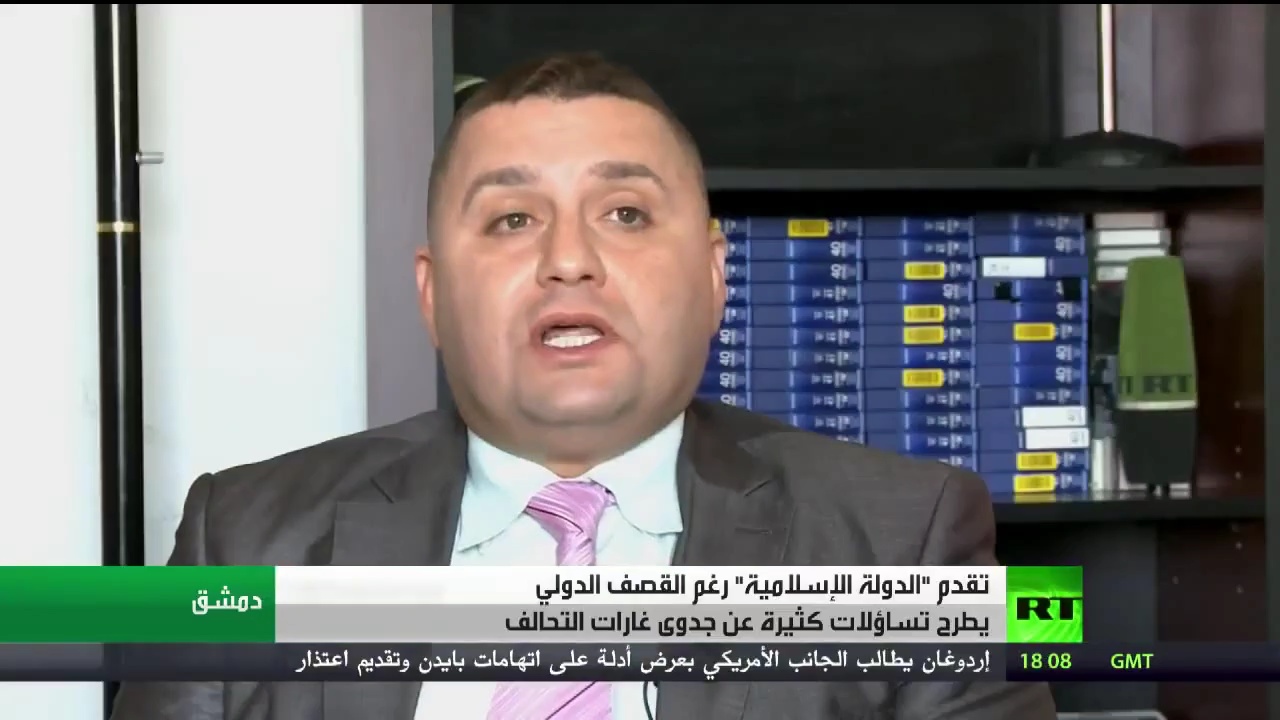 RT
تقدم "الدولة الإسلامية" رغم القصف الدولي
دمشق
RT
يطرح تساؤلات كثيرة عن جدوى غارات التحالف
إردوغان يطالب الجانب الأمريكي بعرض أدلة على اتهامات بايدن وتقديم اعتذار
18 08 GMT